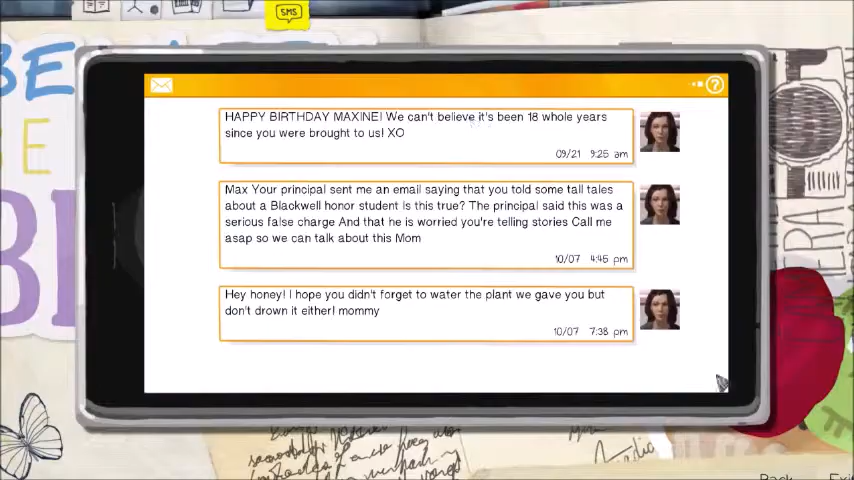 SMS
?
HAPPY BIRTHDAY MAXINE! We can't believe it's been 18 whole years
since you were brought to us! XO
09/21 9:25 am
Max Your principal sent me an email saying that you told some tall tales
about a Blackwell honor student Is this true? The principal said this was a
serious false charge And that he is worried you're telling stories Call me
asap so we can talk about this Mom
10/07 4:45 pm
Hey honey! I hope you didn't forget to water the plant we gave you but
don't drown it either! mommy
10/07 7:38 pm
Back